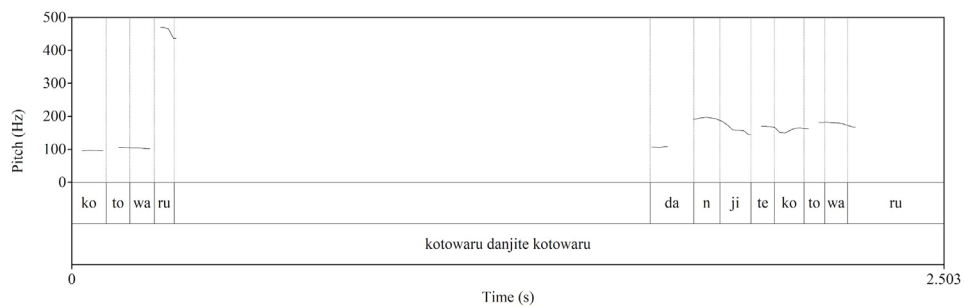 500
400
300
200
100
0
Pitch (Hz)
ko to wa ru da n ji te ko to wa ru
kotowaru danjite kotowaru
0 2.503
Time (s)